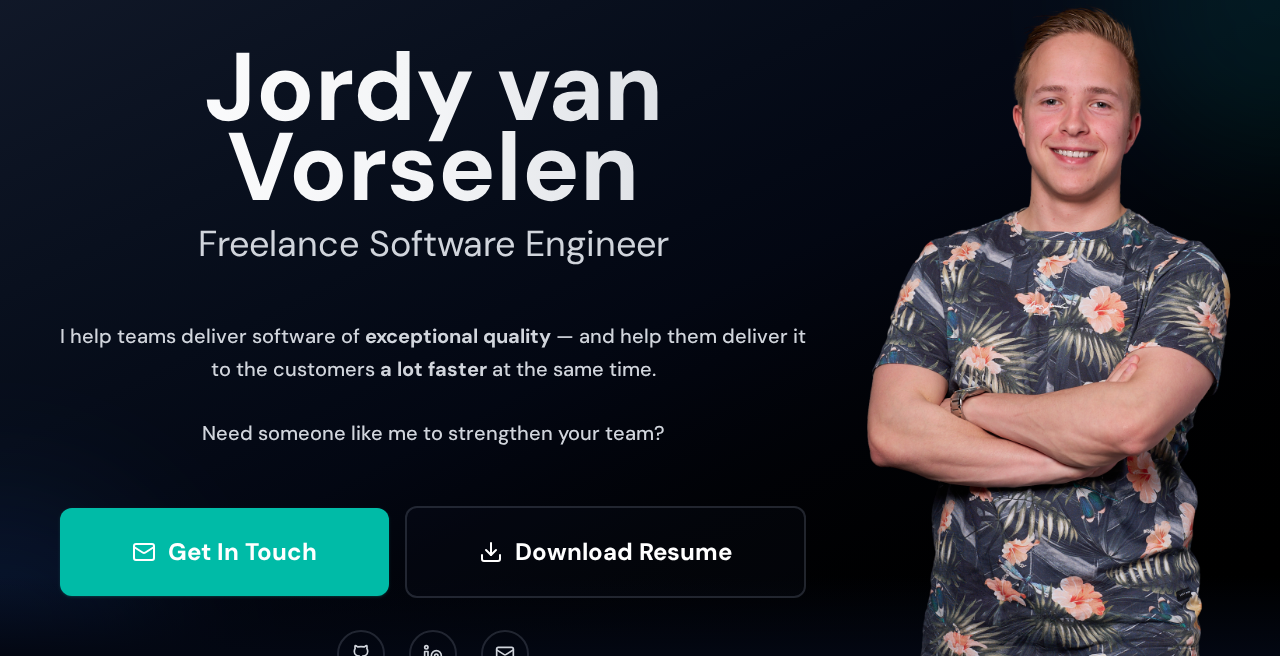 Jordy van
Vorselen
Freelance Software Engineer
I help teams deliver software of exceptional quality — and help them deliver it
to the customers a lot faster at the same time.
Need someone like me to strengthen your team?
Get In Touch
Download Resume